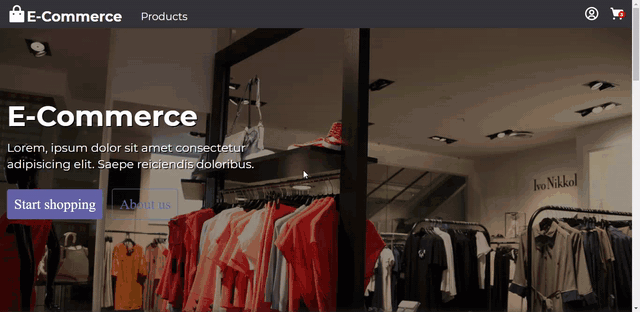 E-Commerce
Products
E-Commerce
Lorem, ipsum dolor sit amet consectetur
adipisicing elit. Saepe reiciendis doloribus.
Start shopping
About us
Ivo Nikkol